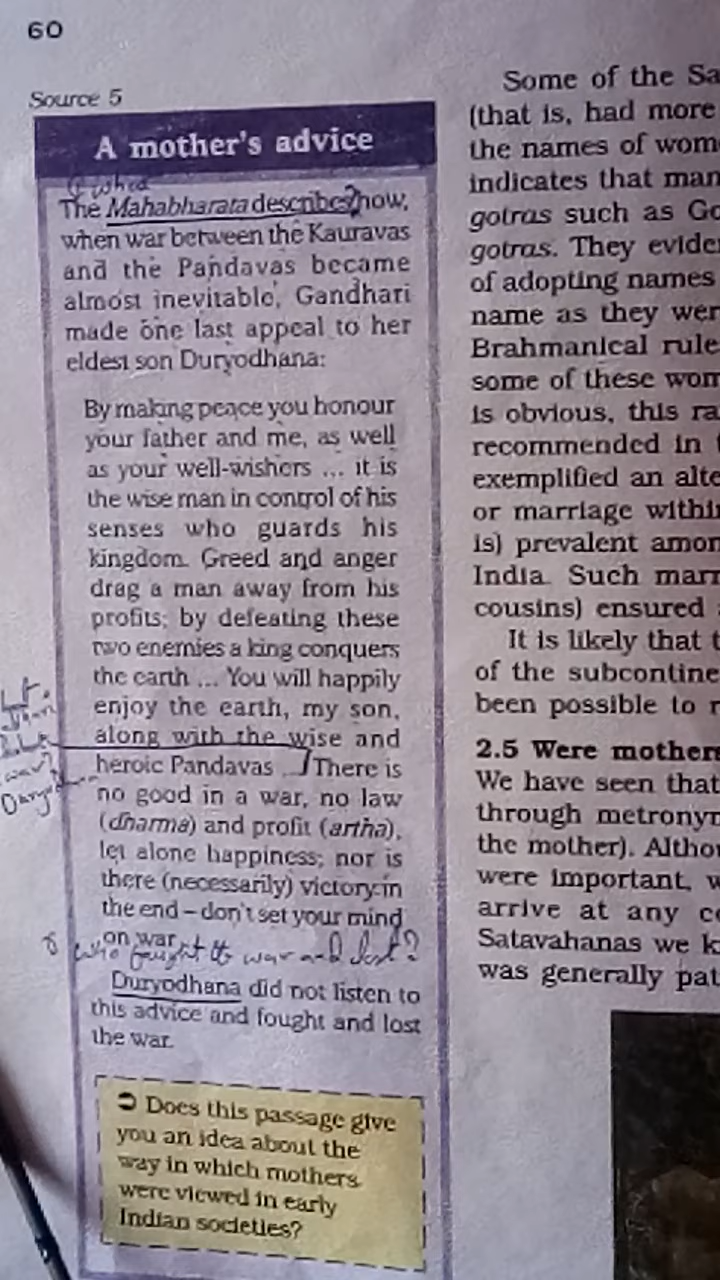 60
Source 5
A mother's advice
The Mahabharata describes how,
when war between the Kauravas
and the Pandavas became
almost inevitable, Gandhari
made one last appeal to her
eldest son Duryodhana:
By making peace you honour
your father and me, as well
as your well-wishers ... it is
the wise man in control of his
senses who guards his
kingdom. Greed and anger
drag a man away from his
profits; by defeating these
two enemies a king conquers
the earth ... You will happily
enjoy the earth, my son,
along with the wise and
heroic Pandavas ... There is
no good in a war, no law
(dharma) and profit (artha),
let alone happiness; nor is
there (necessarily) victory in
the end – don't set your mind
on war
who fought the war and lost?
Duryodhana did not listen to
this advice and fought and lost
the war.
➲ Does this passage give
you an idea about the
way in which mothers
were viewed in early
Indian societies?
Some of the Sa
(that is, had more
the names of wom
indicates that man
gotras such as Go
gotras. They evide
of adopting names
name as they wer
Brahmanical rule
some of these wom
is obvious, this ra
recommended in
exemplified an alte
or marriage withi
is) prevalent amon
India. Such marr
cousins) ensured
It is likely that t
of the subcontine
been possible to r
2.5 Were mother
We have seen that
through metronym
the mother). Altho
were important, w
arrive at any co
Satavahanas we k
was generally pat